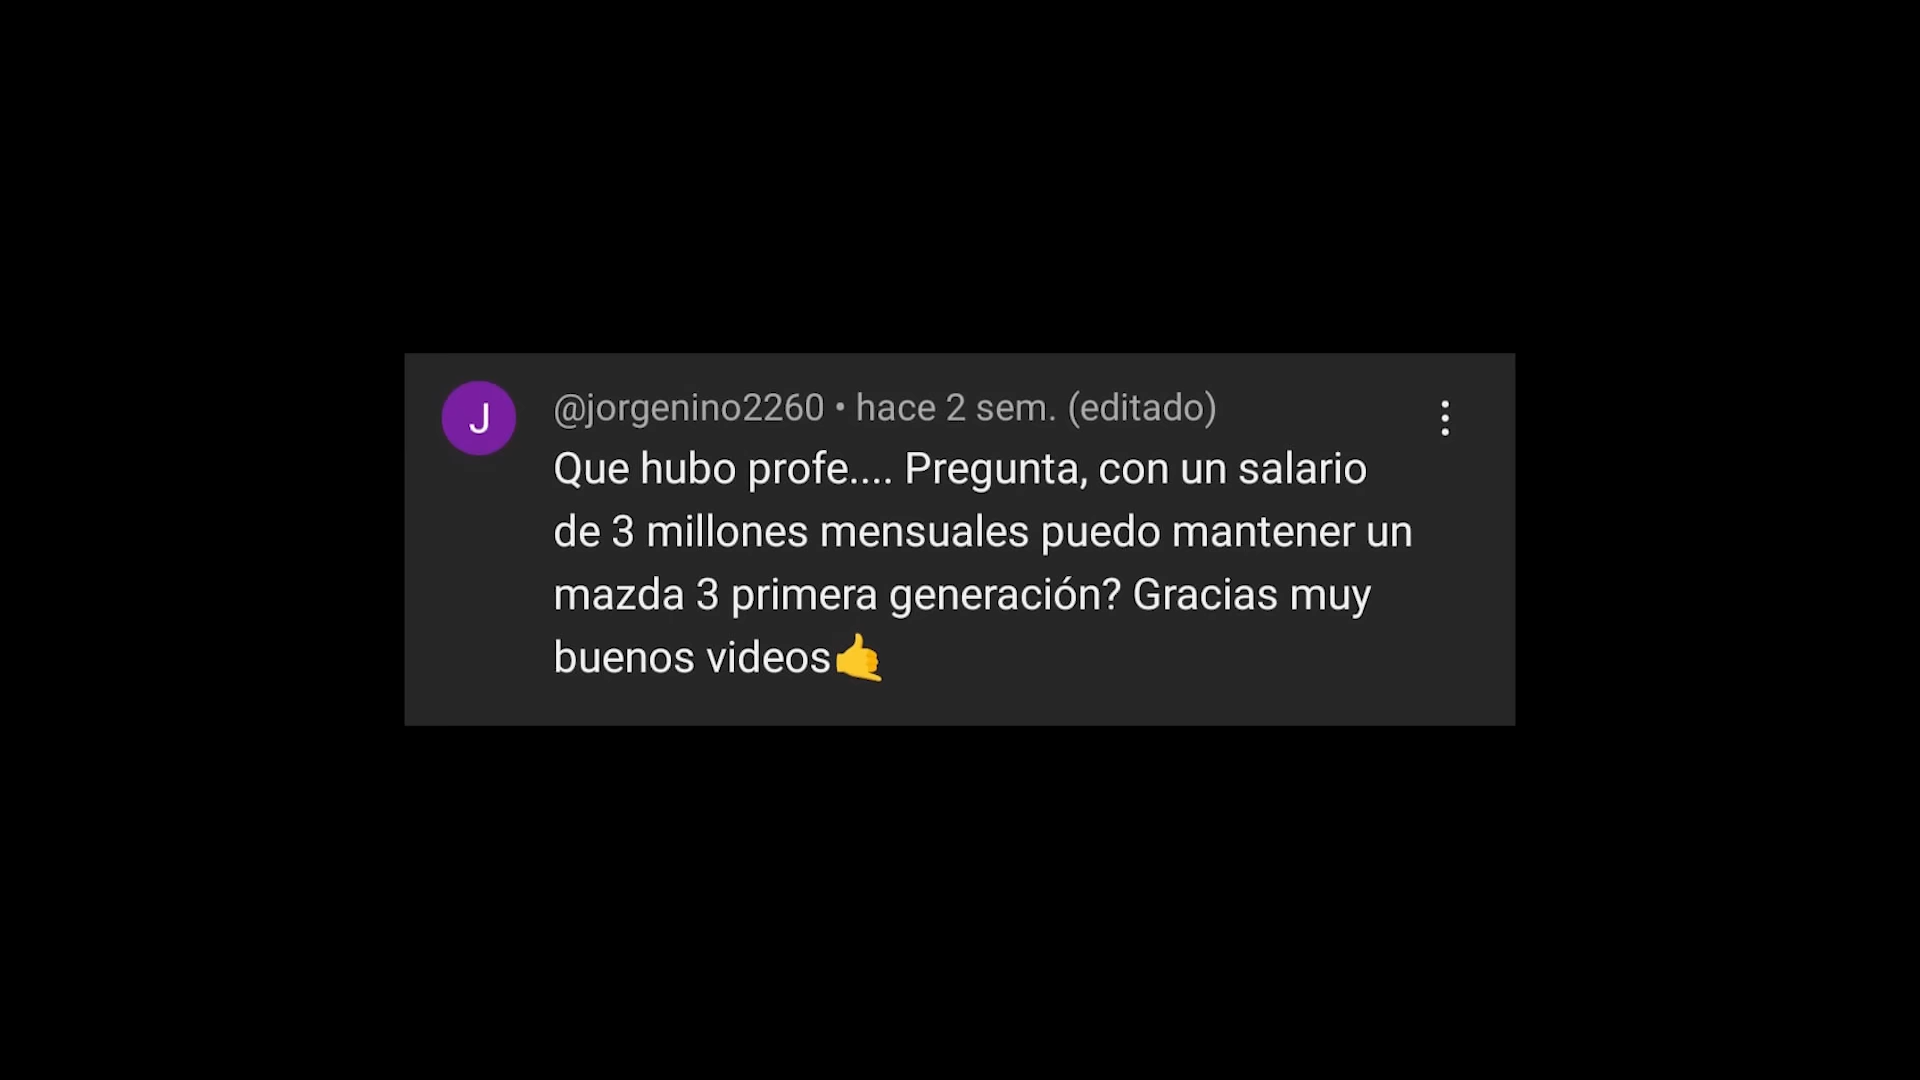 J
@jorgenino2260 • hace 2 sem. (editado)
Que hubo profe.... Pregunta, con un salario
de 3 millones mensuales puedo mantener un
mazda 3 primera generación? Gracias muy
buenos videos🤙